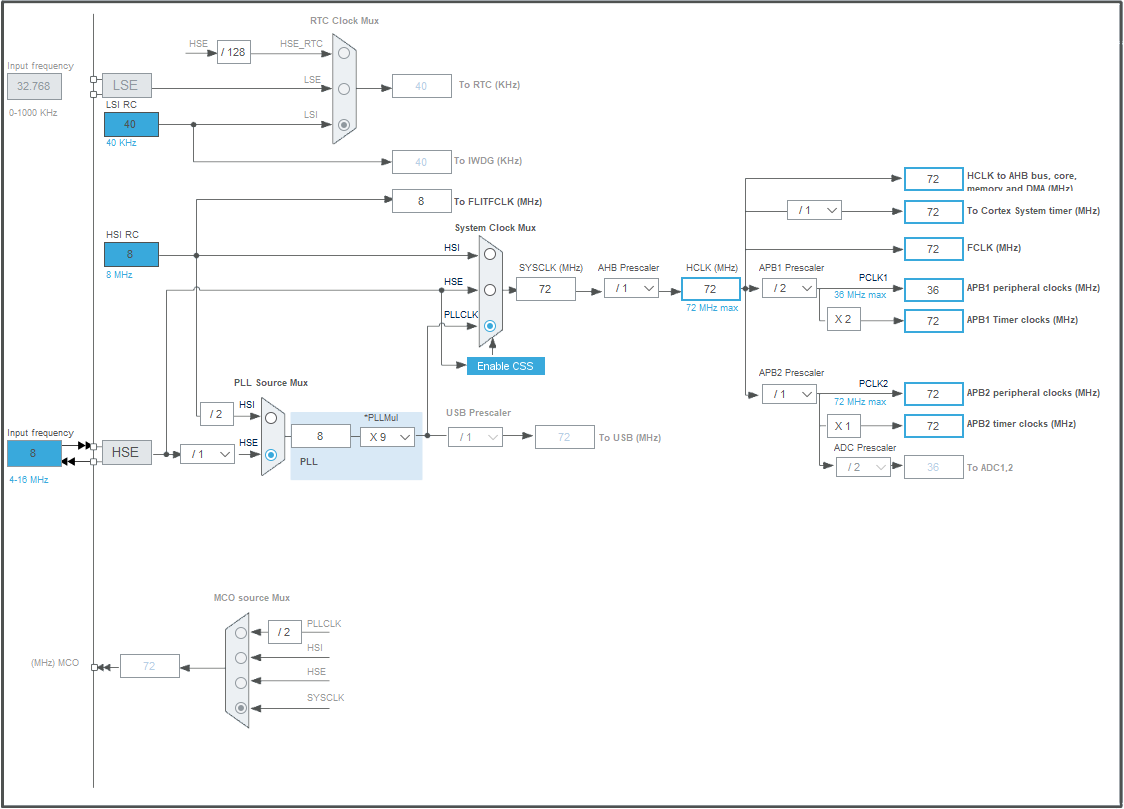 RTC Clock Mux
HSE
/ 128
HSE_RTC
Input frequency
32.768
0-1000 KHz
LSE
LSE
40
To RTC (KHz)
LSI RC
40
40 KHz
LSI
40
To IWDG (KHz)
8
To FLITFCLK (MHz)
System Clock Mux
HSI RC
8
8 MHz
HSI
HSE
PLLCLK
SYSCLK (MHz)
72
AHB Prescaler
/ 1
HCLK (MHz)
72
72 MHz max
Enable CSS
72
HCLK to AHB bus, core,
memory and DMA (MHz)
/ 1
72
To Cortex System timer (MHz)
72
FCLK (MHz)
APB1 Prescaler
/ 2
PCLK1
36 MHz max
36
APB1 peripheral clocks (MHz)
X 2
72
APB1 Timer clocks (MHz)
APB2 Prescaler
/ 1
PCLK2
72 MHz max
72
APB2 peripheral clocks (MHz)
X 1
72
APB2 timer clocks (MHz)
ADC Prescaler
/ 2
36
To ADC1,2
PLL Source Mux
/ 2
HSI
HSE
Input frequency
8
4-16 MHz
HSE
/ 1
8
PLL
*PLLMul
X 9
USB Prescaler
/ 1
72
To USB (MHz)
MCO source Mux
(MHz) MCO
72
/ 2
PLLCLK
HSI
HSE
SYSCLK